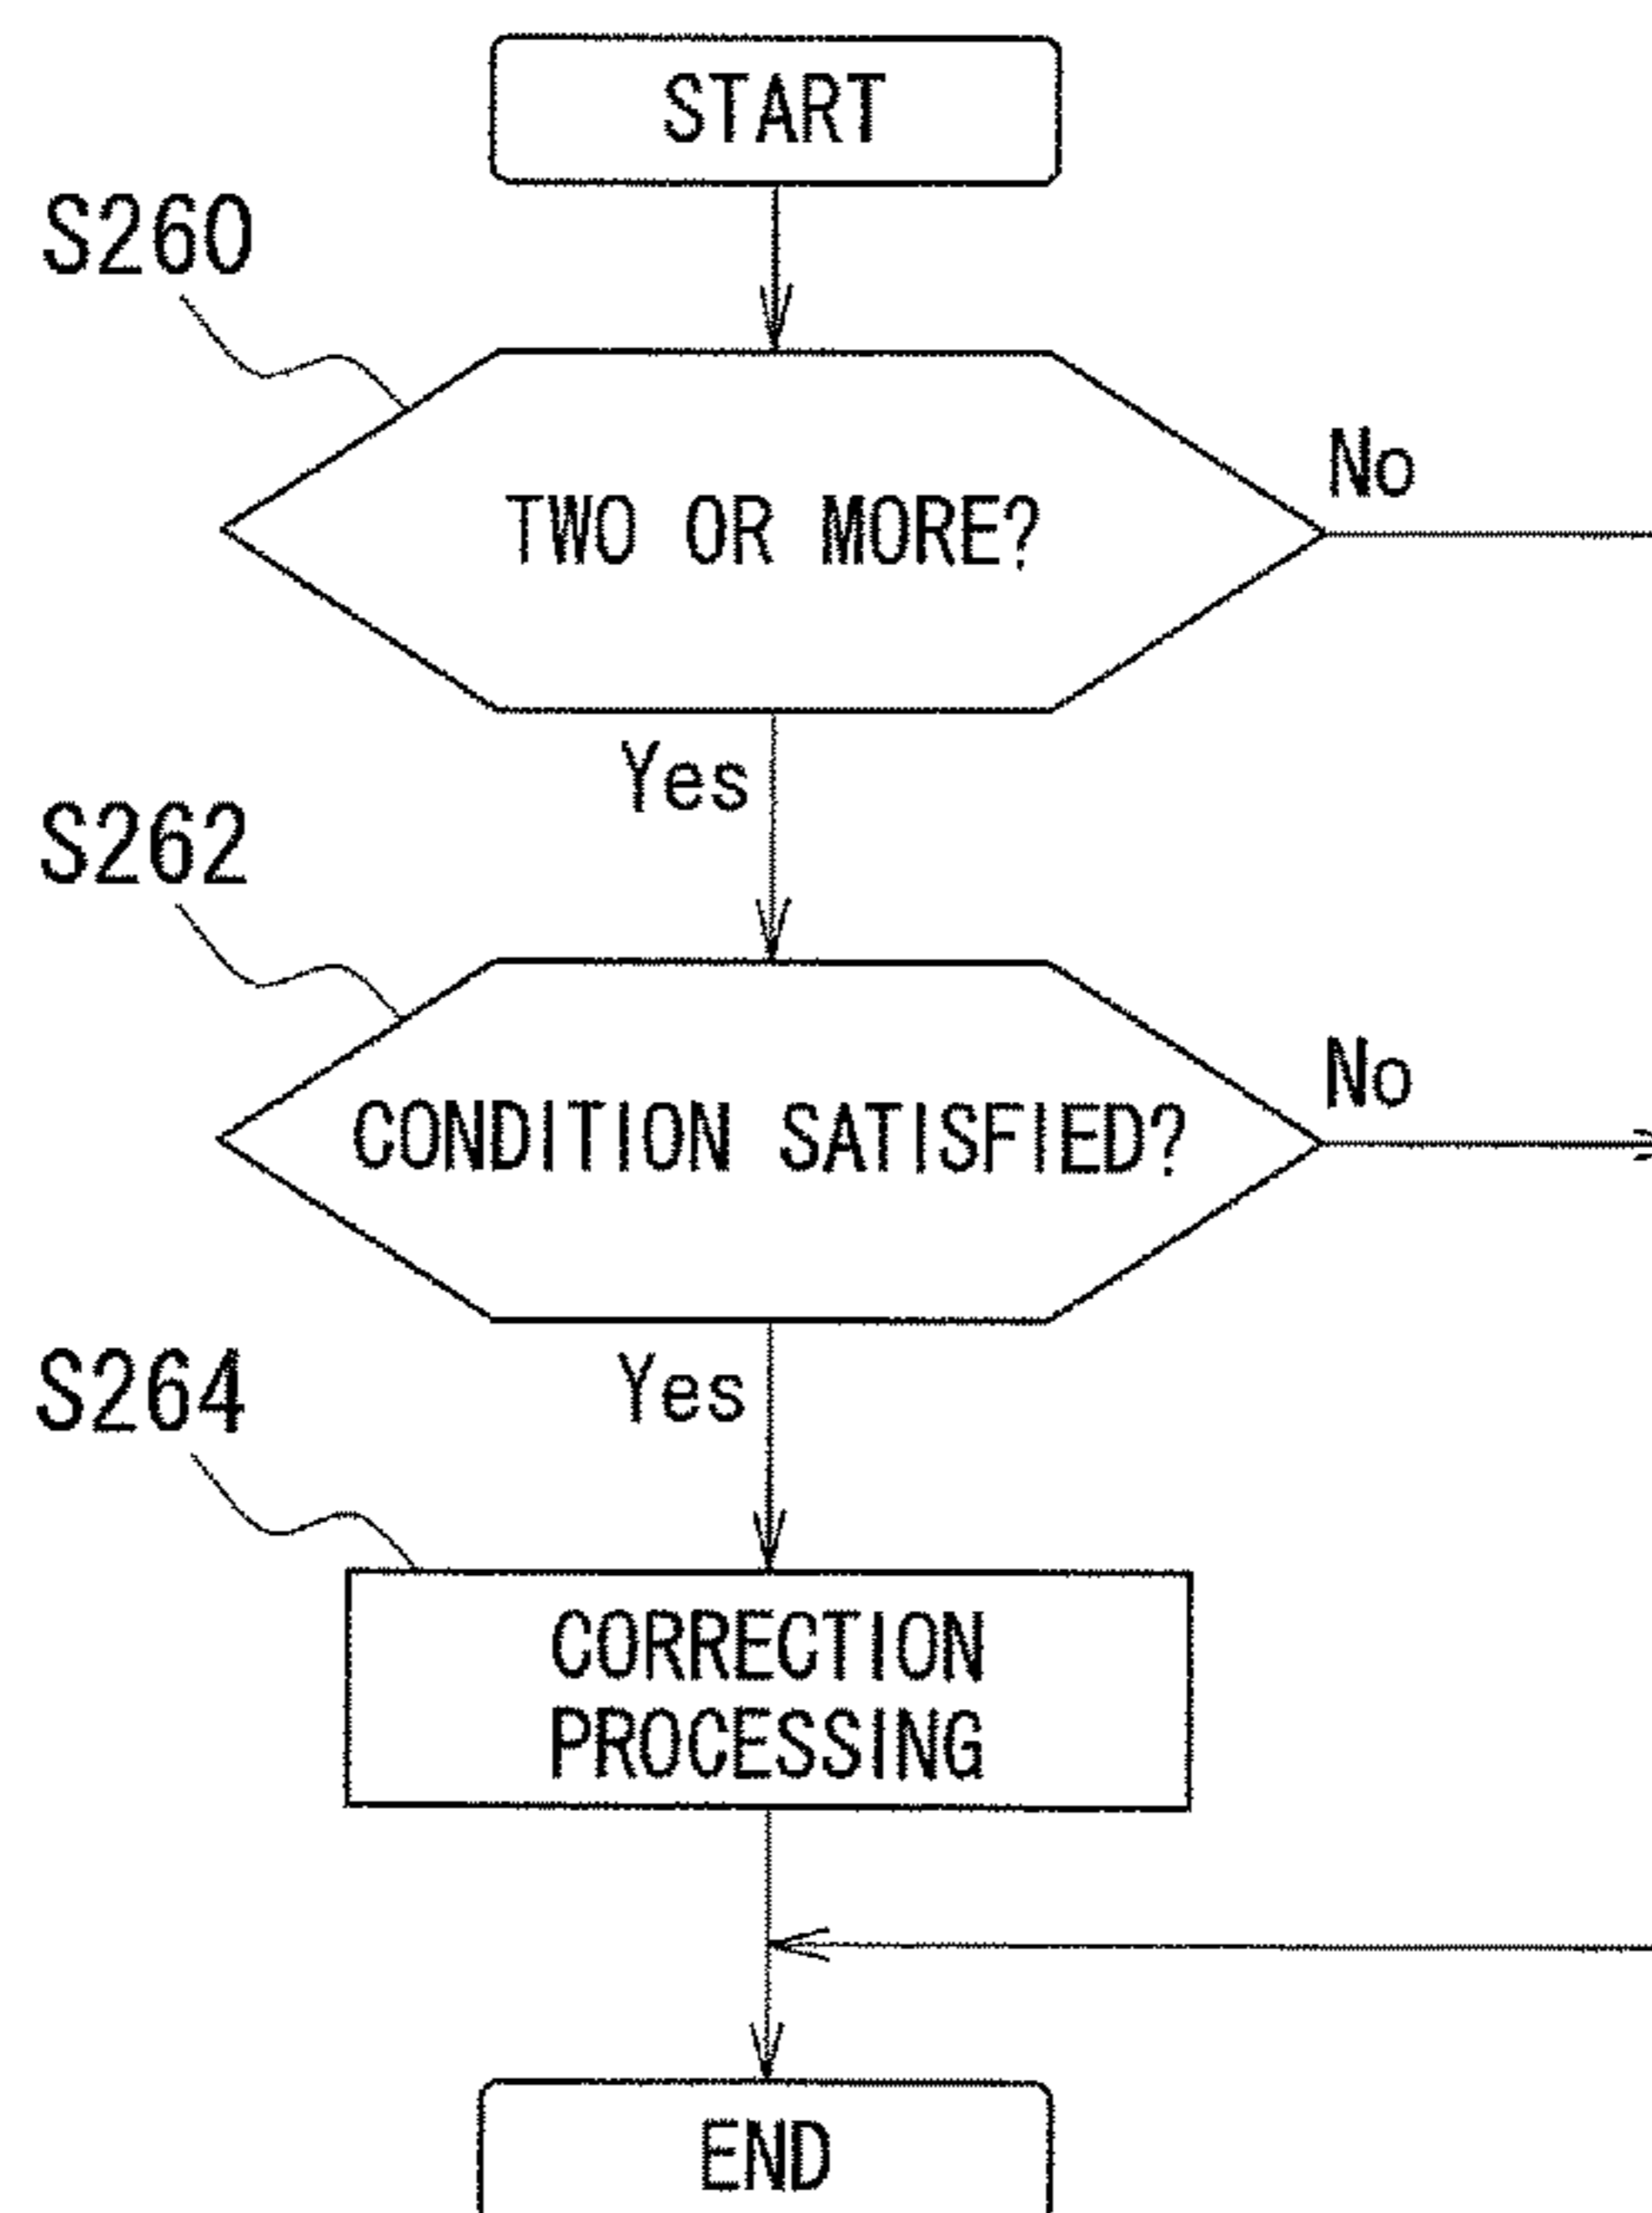 START
S260
TWO OR MORE?
No
Yes
S262
CONDITION SATISFIED?
No
Yes
S264
CORRECTION
PROCESSING
END